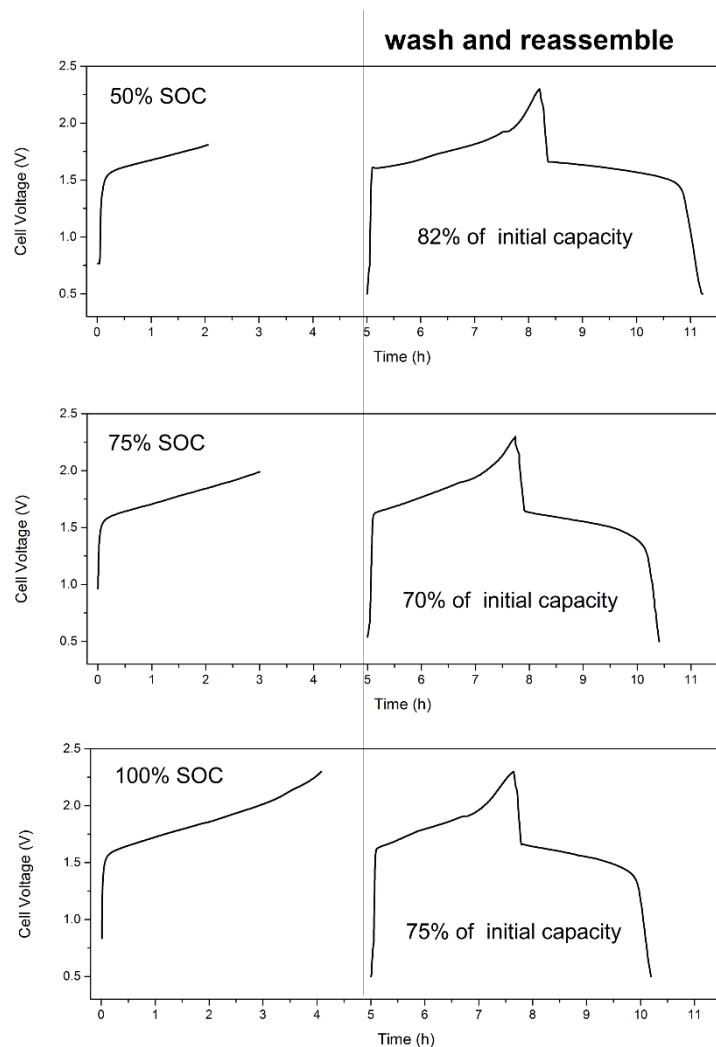 wash and reassemble
2.5
50% SOC
2.0
1.5
Cell Voltage (V)
82% of initial capacity
1.0
0.5
0 1 2 3 4 5 6 7 8 9 10 11
Time (h)
2.5
75% SOC
2.0
1.5
Cell Voltage (V)
70% of initial capacity
1.0
0.5
0 1 2 3 4 5 6 7 8 9 10 11
Time (h)
2.5
100% SOC
2.0
1.5
Cell Voltage (V)
75% of initial capacity
1.0
0.5
0 1 2 3 4 5 6 7 8 9 10 11
Time (h)